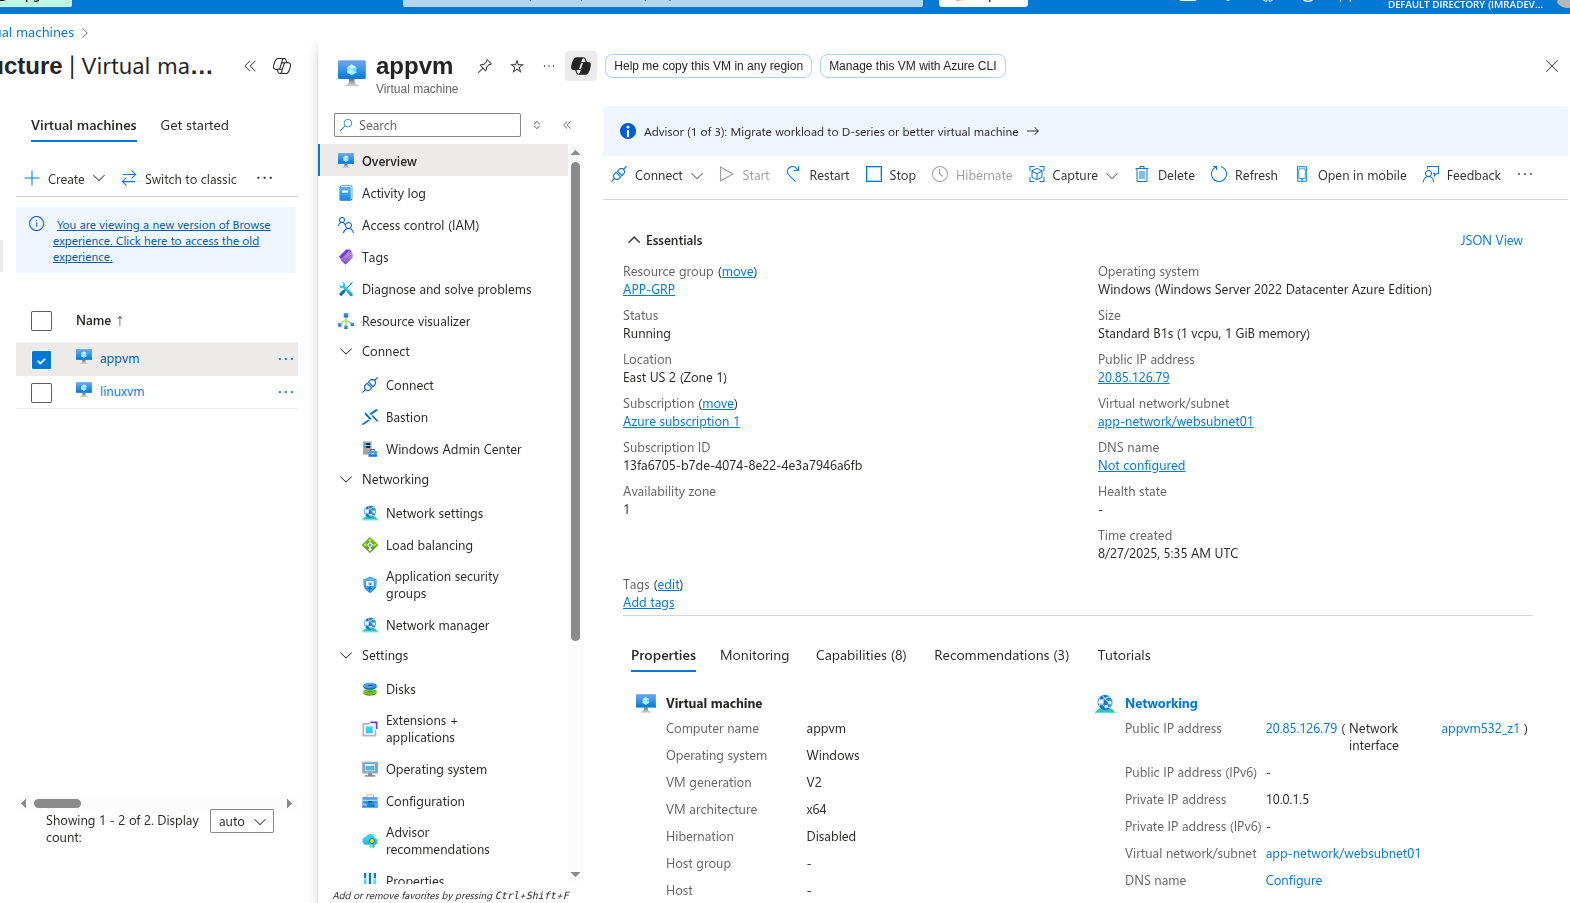 DEFAULT DIRECTORY (IMRADEV...
al machines
cture | Virtual ma...
Virtual machines
Get started
Create
Switch to classic
You are viewing a new version of Browse
experience. Click here to access the old
experience.
Name ↑
appvm
linuxvm
Showing 1 - 2 of 2. Display
count:
auto
appvm
Virtual machine
Help me copy this VM in any region
Manage this VM with Azure CLI
Search
Overview
Activity log
Access control (IAM)
Tags
Diagnose and solve problems
Resource visualizer
Connect
Connect
Bastion
Windows Admin Center
Networking
Network settings
Load balancing
Application security
groups
Network manager
Settings
Disks
Extensions +
applications
Operating system
Configuration
Advisor
recommendations
Properties
Add or remove favorites by pressing Ctrl+Shift+F
Advisor (1 of 3): Migrate workload to D-series or better virtual machine →
Connect
Start
Restart
Stop
Hibernate
Capture
Delete
Refresh
Open in mobile
Feedback
Essentials
JSON View
Resource group (move)
APP-GRP
Status
Running
Location
East US 2 (Zone 1)
Subscription (move)
Azure subscription 1
Subscription ID
13fa6705-b7de-4074-8e22-4e3a7946a6fb
Availability zone
1
Operating system
Windows (Windows Server 2022 Datacenter Azure Edition)
Size
Standard B1s (1 vcpu, 1 GiB memory)
Public IP address
20.85.126.79
Virtual network/subnet
app-network/websubnet01
DNS name
Not configured
Health state
-
Time created
8/27/2025, 5:35 AM UTC
Tags (edit)
Add tags
Properties
Monitoring
Capabilities (8)
Recommendations (3)
Tutorials
Virtual machine
Computer name appvm
Operating system Windows
VM generation V2
VM architecture x64
Hibernation Disabled
Host group -
Host -
Networking
Public IP address 20.85.126.79 ( Network appvm532_z1 )
interface
Public IP address (IPv6) -
Private IP address 10.0.1.5
Private IP address (IPv6) -
Virtual network/subnet app-network/websubnet01
DNS name Configure